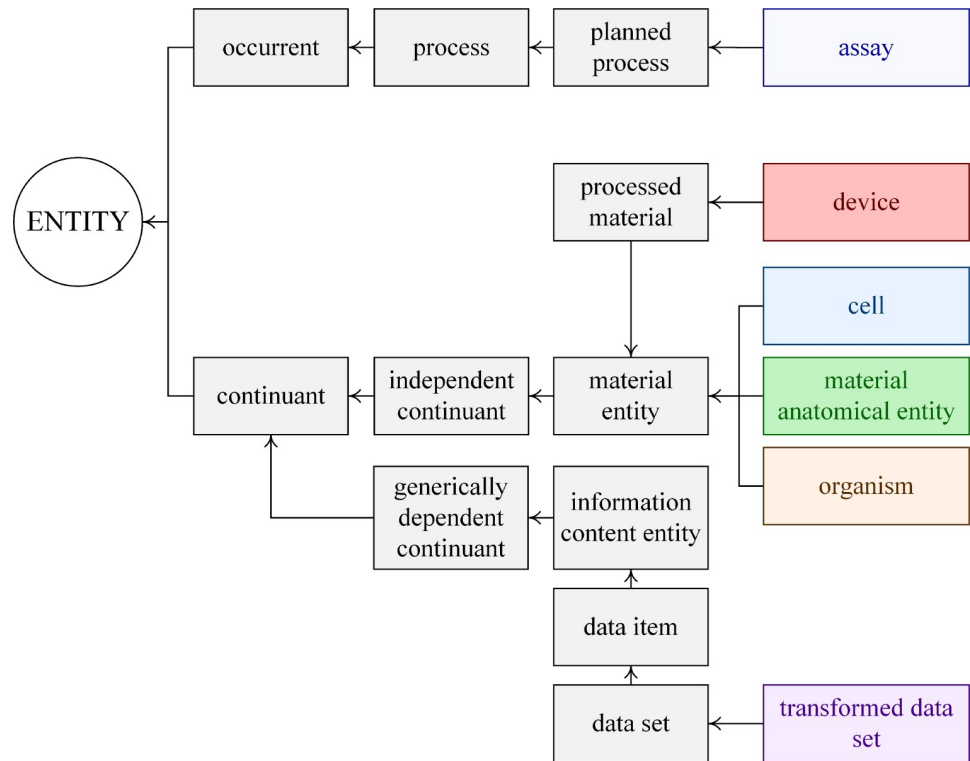 occurrent
process
planned
process
assay
processed
material
device
ENTITY
cell
continuant
independent
continuant
material
entity
material
anatomical entity
generically
dependent
continuant
information
content entity
organism
data item
data set
transformed data
set